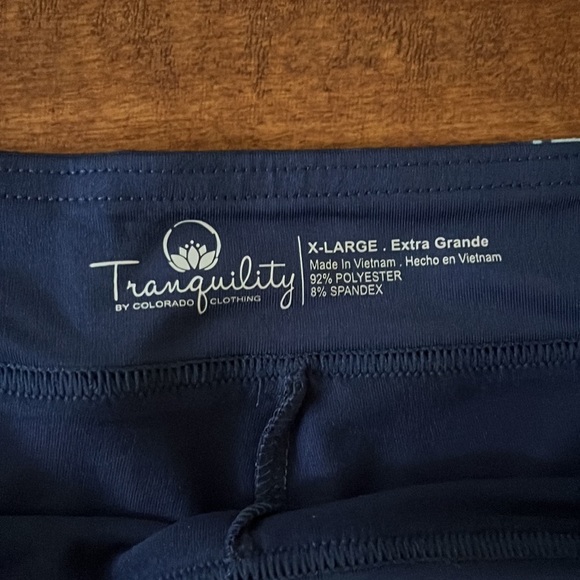 Tranquility
BY COLORADO CLOTHING
X-LARGE . Extra Grande
Made In Vietnam . Hecho en Vietnam
92% POLYESTER
8% SPANDEX